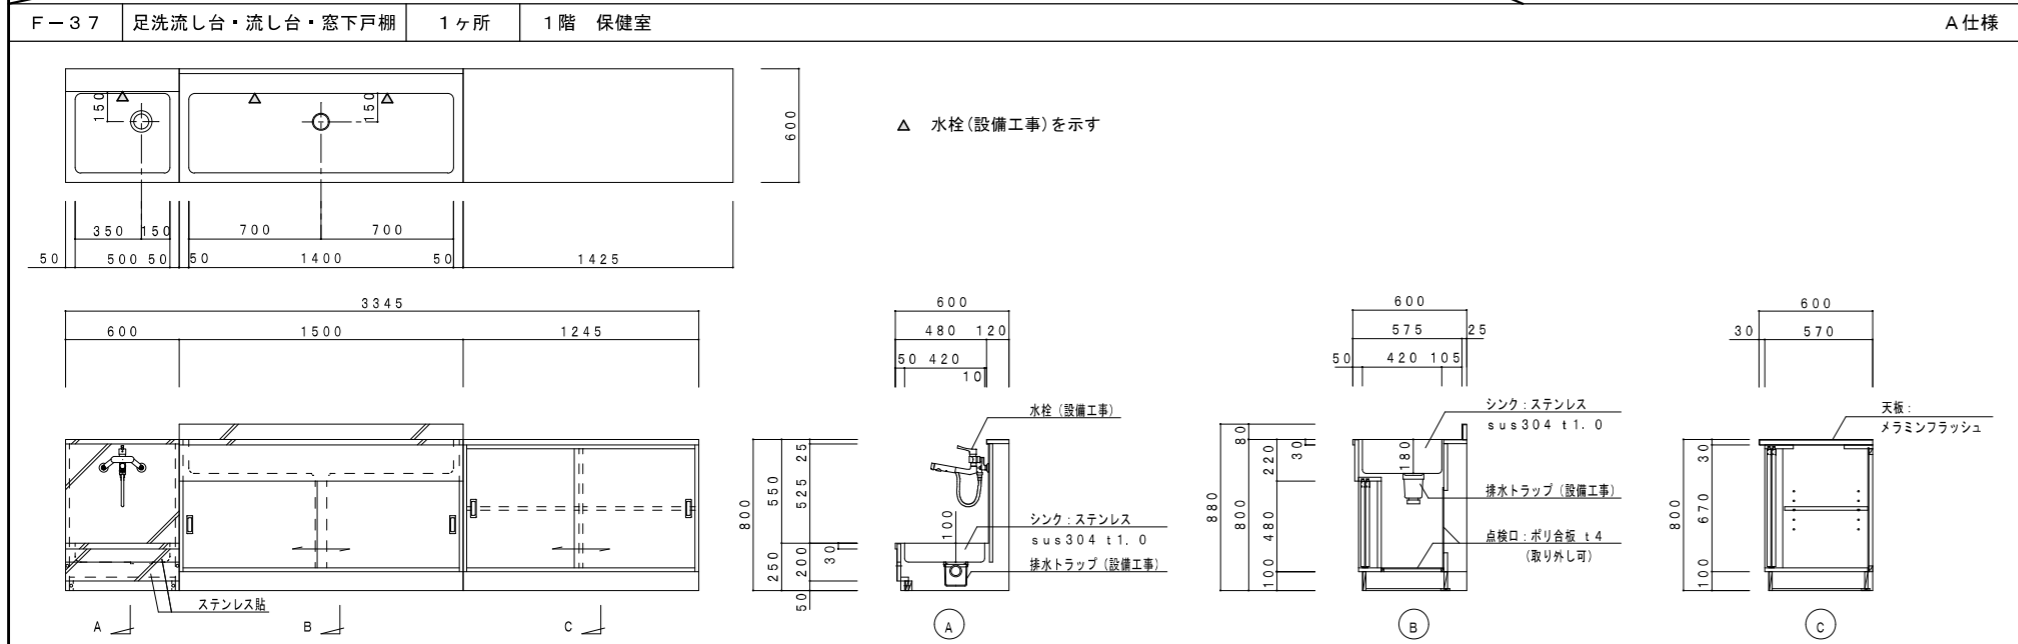 F-37 足洗流し台・流し台・窓下戸棚 1ヶ所 1階 保健室 A仕様
150 150 600
△ 水栓(設備工事)を示す
350 150 700 700
50 500 50 50 1400 50 1425
3345
600 1500 1245
ステンレス貼
A B C
600
480 120
50 420
10
水栓(設備工事)
800 550 250 25 525 200 50 30
100
シンク:ステンレス
sus304 t1.0
排水トラップ(設備工事)
A
600
575 25
50 420 105
880 80 800 220 480 100 30
180
シンク:ステンレス
sus304 t1.0
排水トラップ(設備工事)
点検口:ポリ合板 t4
(取り外し可)
B
600
30 570
天板:
メラミンフラッシュ
800 30 670 100
C